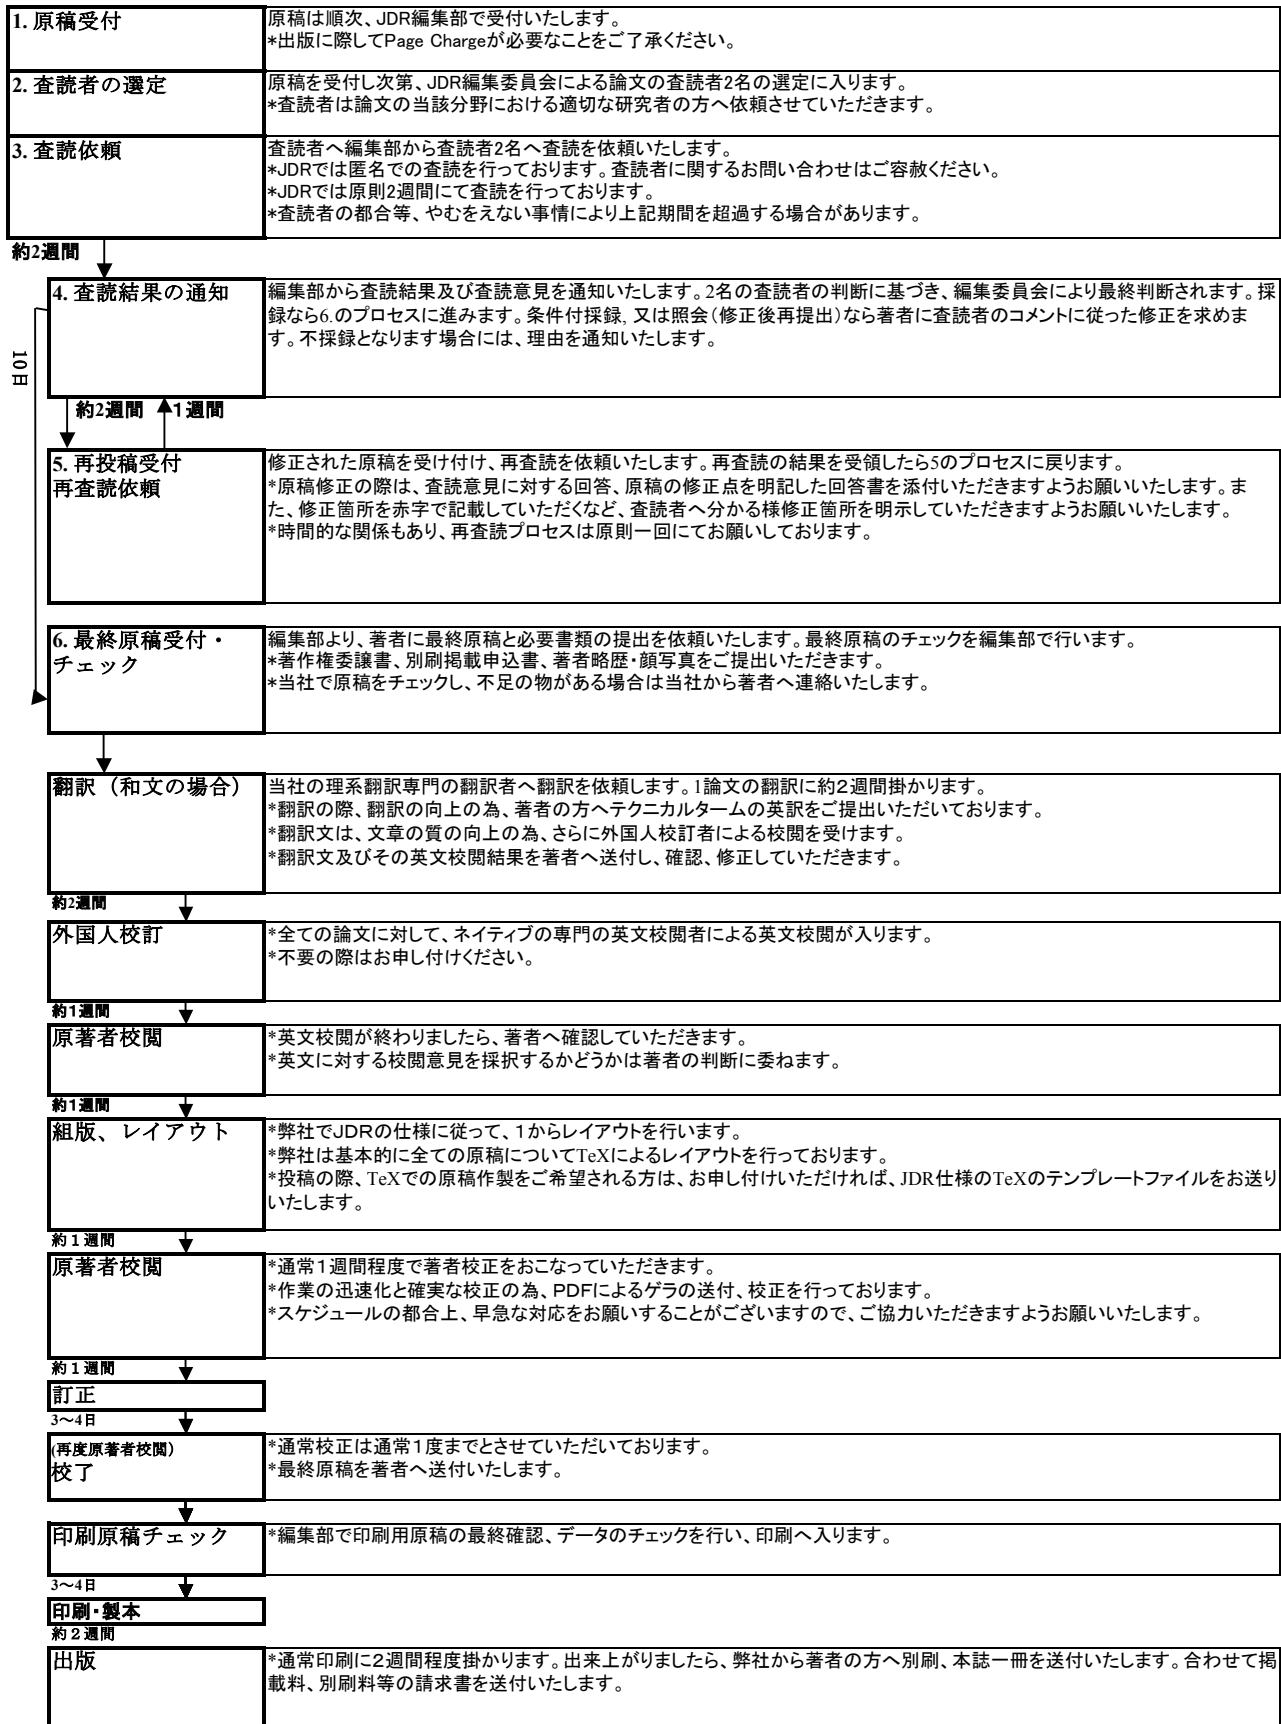 1. 原稿受付
原稿は順次、JDR編集部で受付いたします。
*出版に際してPage Chargeが必要なことをご了承ください。
2. 査読者の選定
原稿を受付し次第、JDR編集委員会による論文の査読者2名の選定に入ります。
*査読者は論文の当該分野における適切な研究者の方へ依頼させていただきます。
3. 査読依頼
査読者へ編集部から査読者2名へ査読を依頼いたします。
*JDRでは匿名での査読を行っております。査読者に関するお問い合わせはご容赦ください。
*JDRでは原則2週間にて査読を行っております。
*査読者の都合等、やむをえない事情により上記期間を超過する場合があります。
約2週間
4. 査読結果の通知
編集部から査読結果及び査読意見を通知いたします。2名の査読者の判断に基づき、編集委員会により最終判断されます。採
録なら6.のプロセスに進みます。条件付採録, 又は照会（修正後再提出）なら著者に査読者のコメントに従った修正を求めま
す。不採録となります場合には、理由を通知いたします。
10日
約2週間 1週間
5. 再投稿受付
再査読依頼
修正された原稿を受け付け、再査読を依頼いたします。再査読の結果を受領したら5のプロセスに戻ります。
*原稿修正の際は、査読意見に対する回答、原稿の修正点を明記した回答書を添付いただきますようお願いいたします。ま
た、修正箇所を赤字で記載していただくなど、査読者へ分かる様修正箇所を明示していただきますようお願いいたします。
*時間的な関係もあり、再査読プロセスは原則一回にてお願いしております。
6. 最終原稿受付・
チェック
編集部より、著者に最終原稿と必要書類の提出を依頼いたします。最終原稿のチェックを編集部で行います。
*著作権委譲書、別刷掲載申込書、著者略歴・顔写真をご提出いただきます。
*当社で原稿をチェックし、不足の物がある場合は当社から著者へ連絡いたします。
翻訳（和文の場合）
当社の理系翻訳専門の翻訳者へ翻訳を依頼します。1論文の翻訳に約２週間掛かります。
*翻訳の際、翻訳の向上の為、著者の方へテクニカルタームの英訳をご提出いただいております。
*翻訳文は、文章の質の向上の為、さらに外国人校訂者による校閲を受けます。
*翻訳文及びその英文校閲結果を著者へ送付し、確認、修正していただきます。
約2週間
外国人校訂
*全ての論文に対して、ネイティブの専門の英文校閲者による英文校閲が入ります。
*不要の際はお申し付けください。
約1週間
原著者校閲
*英文校閲が終わりましたら、著者へ確認していただきます。
*英文に対する校閲意見を採択するかどうかは著者の判断に委ねます。
約1週間
組版、レイアウト
*弊社でJDRの仕様に従って、１からレイアウトを行います。
*弊社は基本的に全ての原稿についてTeXによるレイアウトを行っております。
*投稿の際、TeXでの原稿作製をご希望される方は、お申し付けいただければ、JDR仕様のTeXのテンプレートファイルをお送り
いたします。
約１週間
原著者校閲
*通常１週間程度で著者校正をおこなっていただきます。
*作業の迅速化と確実な校正の為、PDFによるゲラの送付、校正を行っております。
*スケジュールの都合上、早急な対応をお願いすることがございますので、ご協力いただきますようお願いいたします。
約１週間
訂正
3～4日
(再度原著者校閲）
校了
*通常校正は通常１度までとさせていただいております。
*最終原稿を著者へ送付いたします。
印刷原稿チェック
*編集部で印刷用原稿の最終確認、データのチェックを行い、印刷へ入ります。
3～4日
印刷・製本
約２週間
出版
*通常印刷に２週間程度掛かります。出来上がりましたら、弊社から著者の方へ別刷、本誌一冊を送付いたします。合わせて掲
載料、別刷料等の請求書を送付いたします。